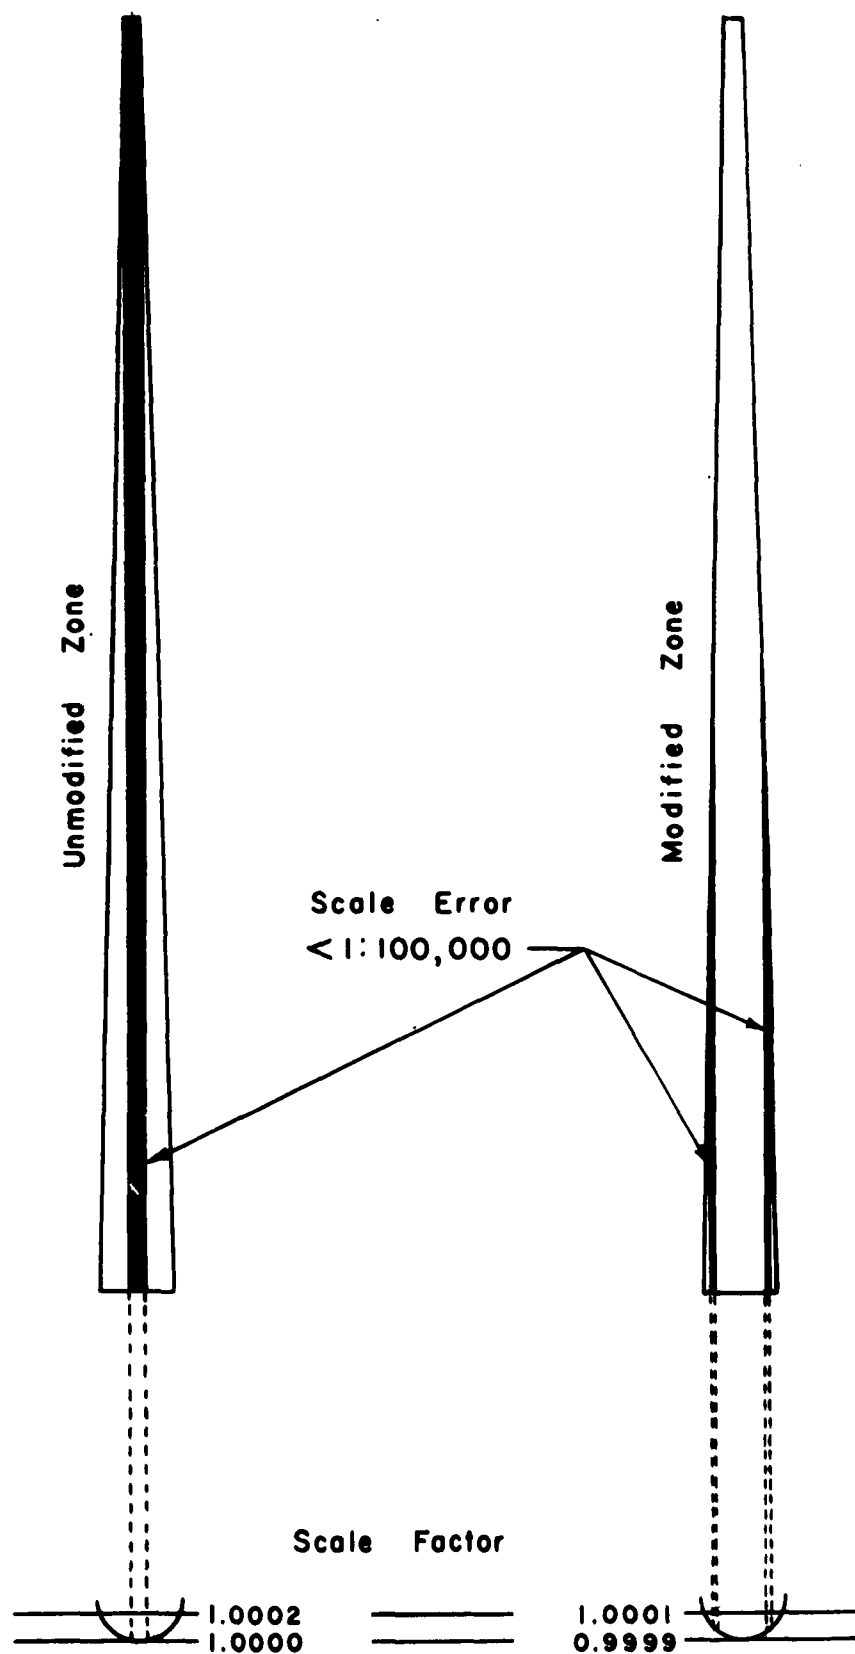 Unmodified Zone
Modified Zone
Scale Error
<1:100,000
Scale Factor
1.0002
1.0000
1.0001
0.9999